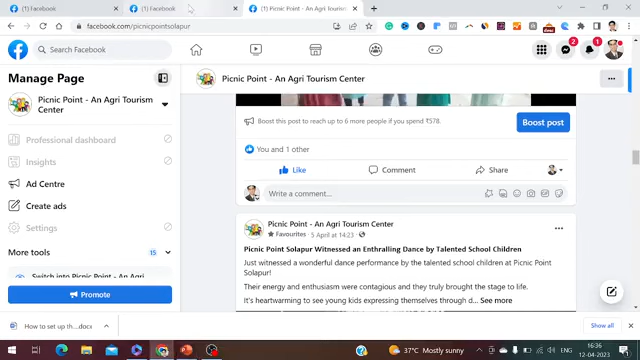 Facebook
Facebook
Picnic Point - An Agri Tourism Cent
facebook.com/picnicpointsolapur
Search Facebook
2
1
Manage Page
Picnic Point - An Agri Tourism Center
Picnic Point - An Agri Tourism
Center
Boost this post to reach up to 6 more people if you spend ₹578.
Boost post
Professional dashboard
You and 1 other
Insights
Like
Comment
Share
Ad Centre
Write a comment...
Create ads
Picnic Point - An Agri Tourism Center
Settings
Favourites · 5 April at 14:23 ·
Picnic Point Solapur Witnessed an Enthralling Dance by Talented School Children
More tools
15
Just witnessed a wonderful dance performance by the talented school children at Picnic Point
Solapur!
Switch into Picnic Point - An Agri
Their energy and enthusiasm were contagious and they truly brought the stage to life.
Promote
It's heartwarming to see young kids expressing themselves through d... See more
How to set up th....docx
Show all
37°C Mostly sunny
ENG
16:36
12-04-2023